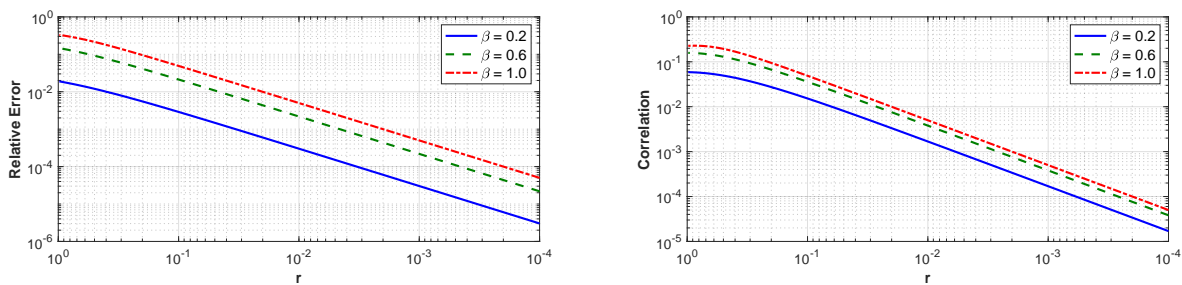 10^0
10^-2
10^-4
10^-6
Relative Error
10^0
10^-1
10^-2
10^-3
10^-4
r
β = 0.2
β = 0.6
β = 1.0
10^0
10^-1
10^-2
10^-3
10^-4
10^-5
Correlation
10^0
10^-1
10^-2
10^-3
10^-4
r
β = 0.2
β = 0.6
β = 1.0